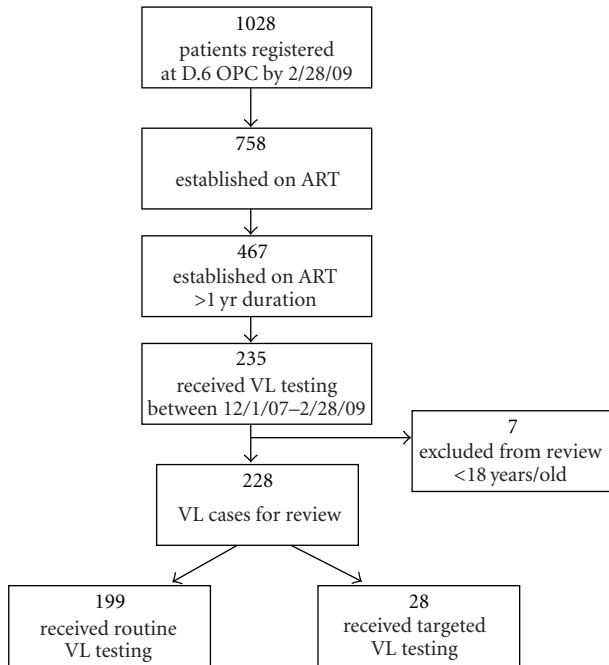 1028
patients registered
at D.6 OPC by 2/28/09
758
established on ART
467
established on ART
>1 yr duration
235
received VL testing
between 12/1/07–2/28/09
7
excluded from review
<18 years/old
228
VL cases for review
199
received routine
VL testing
28
received targeted
VL testing